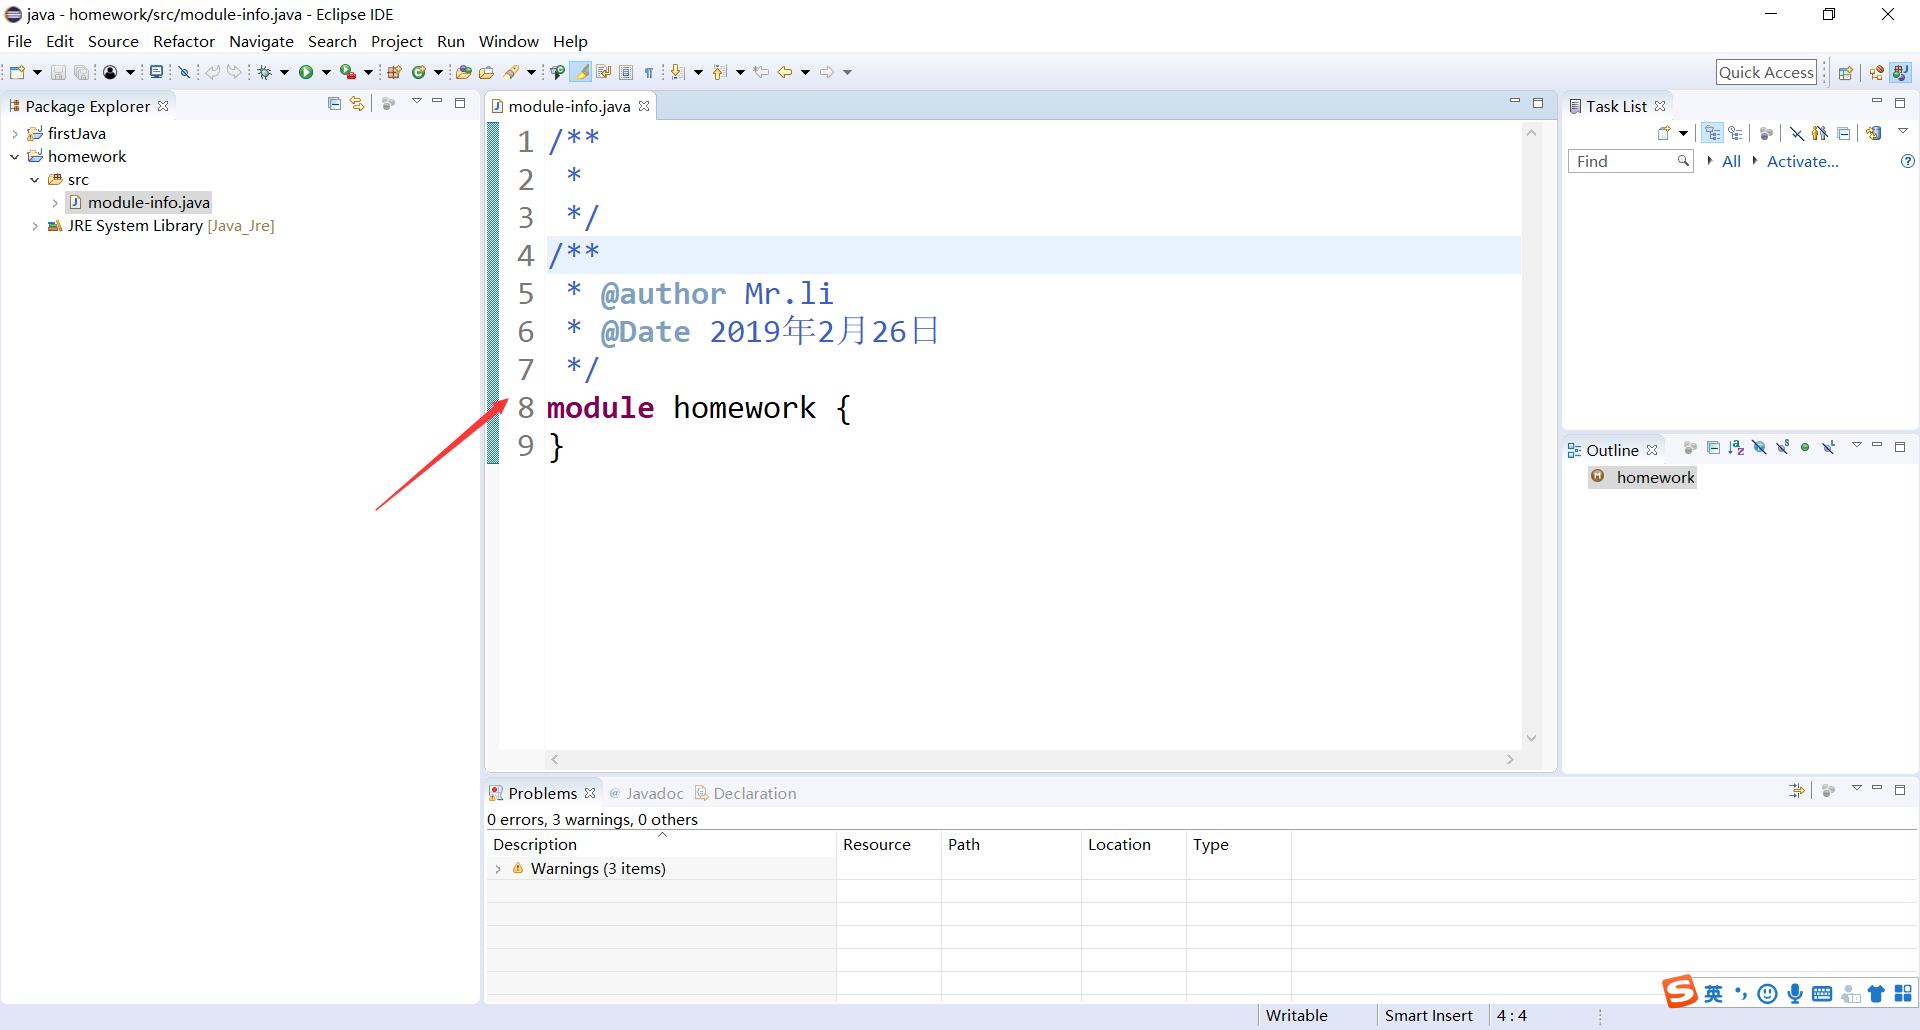 java - homework/src/module-info.java - Eclipse IDE
File Edit Source Refactor Navigate Search Project Run Window Help
Quick Access
Package Explorer
firstJava
homework
src
module-info.java
JRE System Library [Java_Jre]
module-info.java
1 /**
2  *
3  */
4 /**
5  * @author Mr.li
6  * @Date 2019年2月26日
7  */
8 module homework {
9 }
Task List
Find
All
Activate...
Outline
homework
Problems @ Javadoc Declaration
0 errors, 3 warnings, 0 others
Description Resource Path Location Type
Warnings (3 items)
S 英
Writable Smart Insert 4 : 4